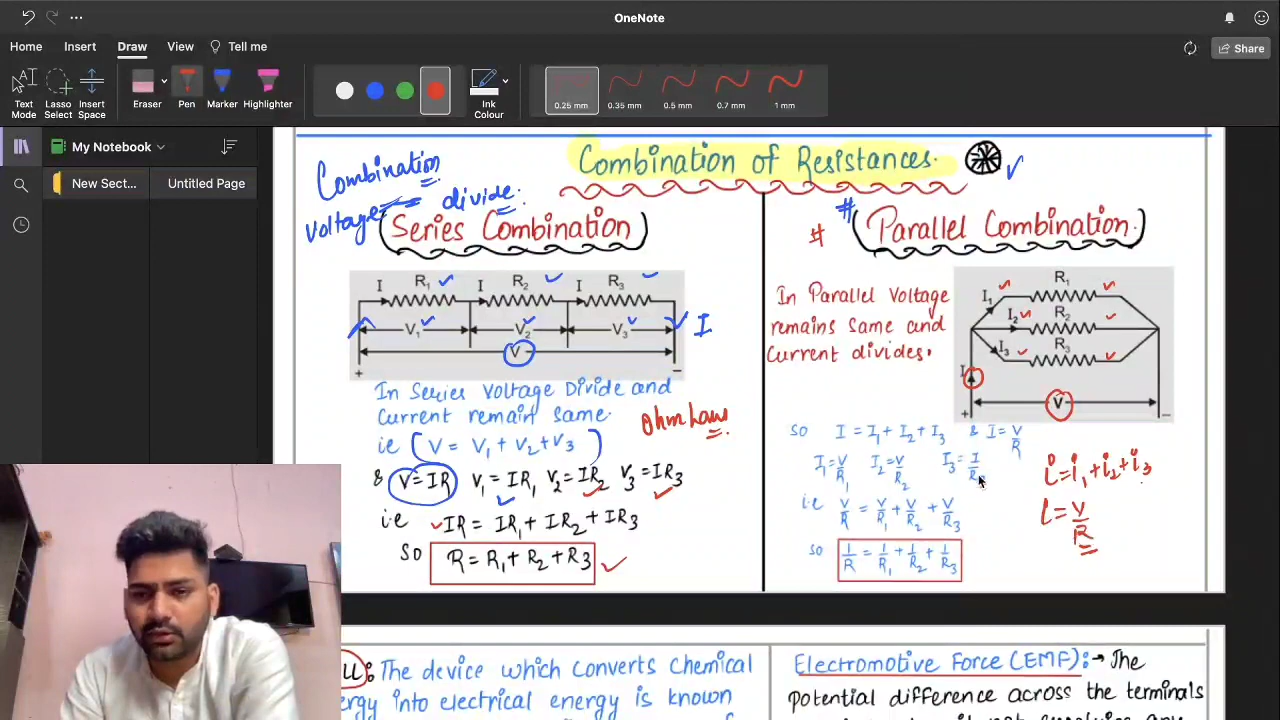 OneNote
Home Insert Draw View Tell me
Share
Text Mode
Lasso Select
Insert Space
Eraser
Pen
Marker
Highlighter
Ink Colour
0.25 mm
0.35 mm
0.5 mm
0.7 mm
1 mm
My Notebook
New Sect...
Untitled Page
Combination of Resistances.
Combination
Voltage divide:
Series Combination
I R₁ I R₂ I R₃
V₁ V₂ V₃ I
V
+ −
In Series Voltage Divide and
Current remain same.
ie (V = V₁ + V₂ + V₃)
& V=IR V₁ = IR₁ V₂ = IR₂ V₃ = IR₃
i.e IR = IR₁ + IR₂ + IR₃
So R = R₁ + R₂ + R₃
ohm Law
# # Parallel Combination.
In Parallel Voltage
remains same and
Current divides.
R₁
I₁
R₂
I₂
R₃
I₃
I
V
+ −
SO I = I₁ + I₂ + I₃ & I = V/R
I₁ = V/R₁ I₂ = V/R₂ I₃ = I/R
i.e V/R = V/R₁ + V/R₂ + V/R₃
so 1/R = 1/R₁ + 1/R₂ + 1/R₃
i = i₁ + i₂ + i₃
i = V/R
LL: The device which converts Chemical
ergy into electrical energy is known
Electromotive Force (EMF):→ The
potential difference across the terminals